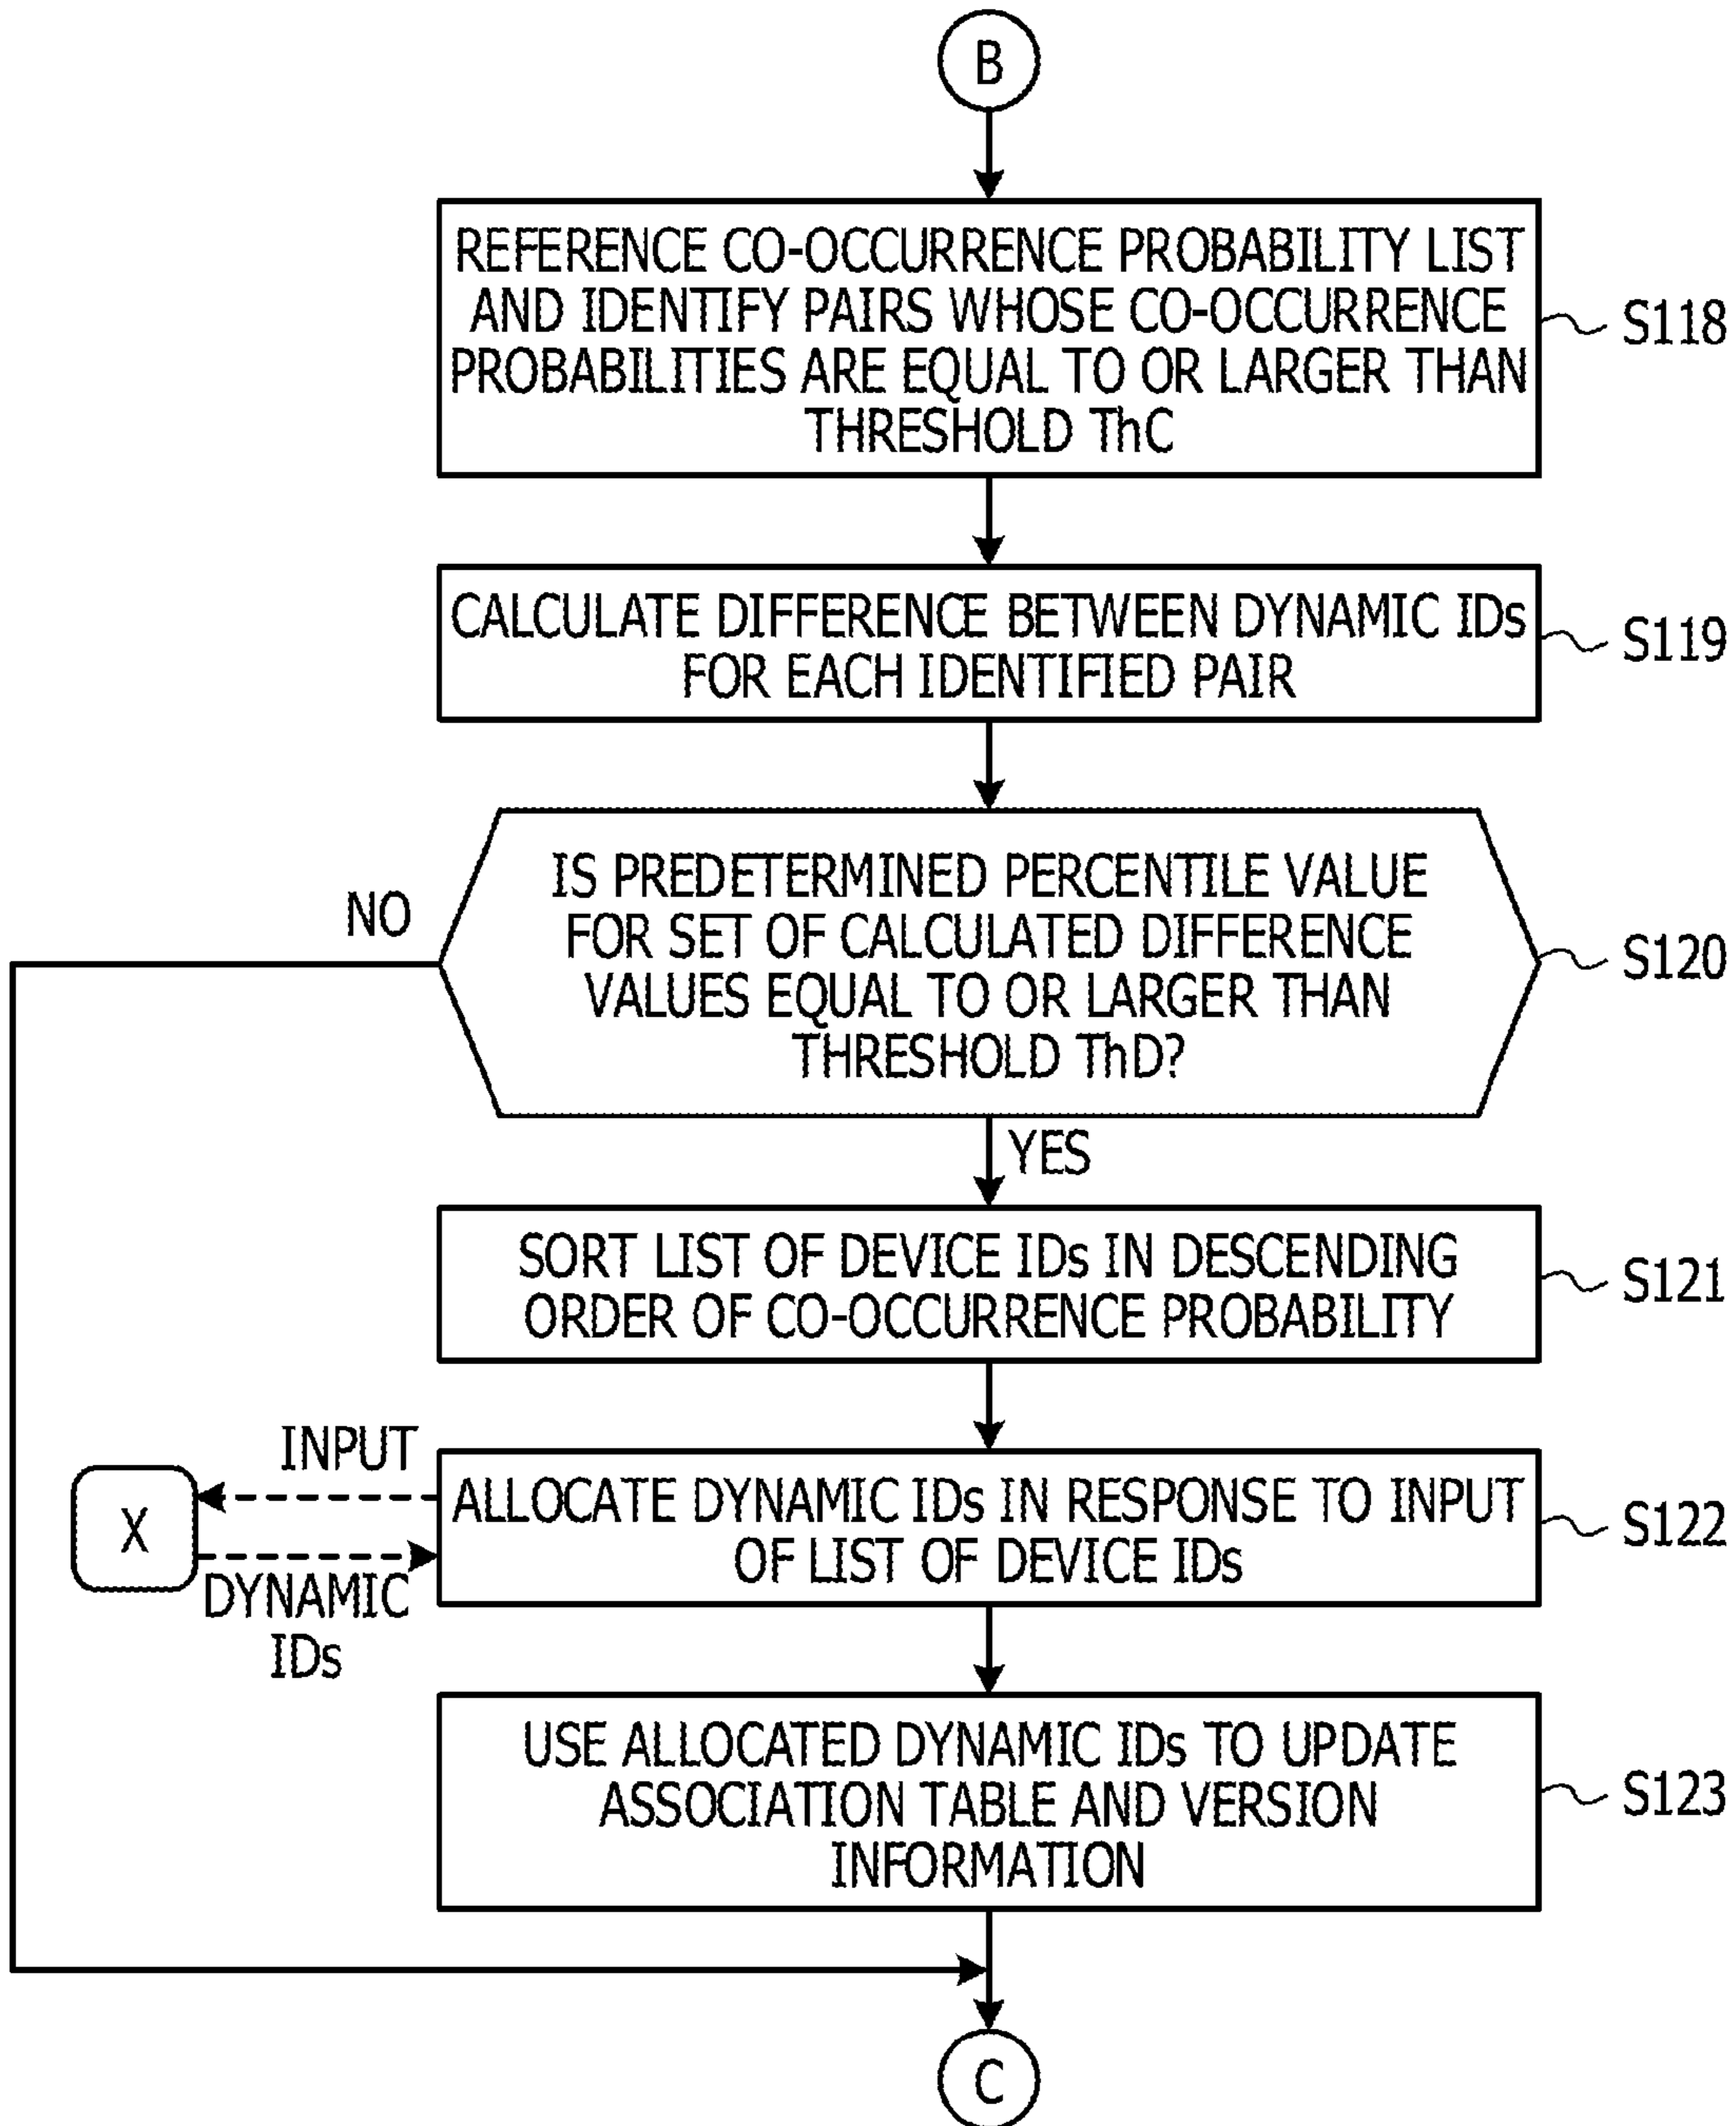 B
REFERENCE CO-OCCURRENCE PROBABILITY LIST
AND IDENTIFY PAIRS WHOSE CO-OCCURRENCE
PROBABILITIES ARE EQUAL TO OR LARGER THAN
THRESHOLD ThC
S118
CALCULATE DIFFERENCE BETWEEN DYNAMIC IDs
FOR EACH IDENTIFIED PAIR
S119
IS PREDETERMINED PERCENTILE VALUE
FOR SET OF CALCULATED DIFFERENCE
VALUES EQUAL TO OR LARGER THAN
THRESHOLD ThD?
S120
NO
YES
SORT LIST OF DEVICE IDs IN DESCENDING
ORDER OF CO-OCCURRENCE PROBABILITY
S121
INPUT
X
DYNAMIC
IDs
ALLOCATE DYNAMIC IDs IN RESPONSE TO INPUT
OF LIST OF DEVICE IDs
S122
USE ALLOCATED DYNAMIC IDs TO UPDATE
ASSOCIATION TABLE AND VERSION
INFORMATION
S123
C